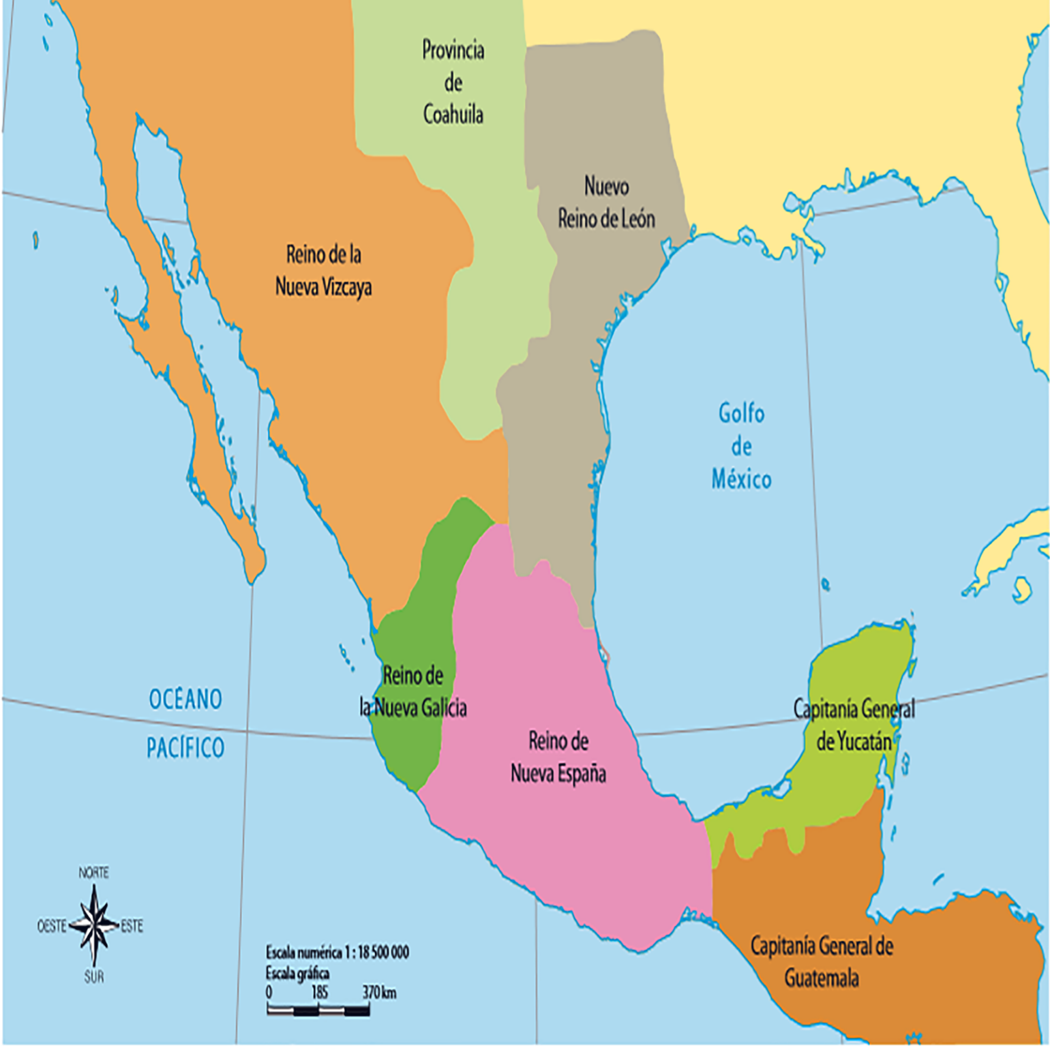 Provincia
de
Coahuila
Nuevo
Reino de León
Reino de la
Nueva Vizcaya
Golfo
de
México
Reino de
la Nueva Galicia
OCÉANO
PACÍFICO
Capitanía General
de Yucatán
Reino de
Nueva España
NORTE
OESTE
ESTE
SUR
Capitanía General de
Guatemala
Escala numérica 1 : 18 500 000
Escala gráfica
0 185 370 km